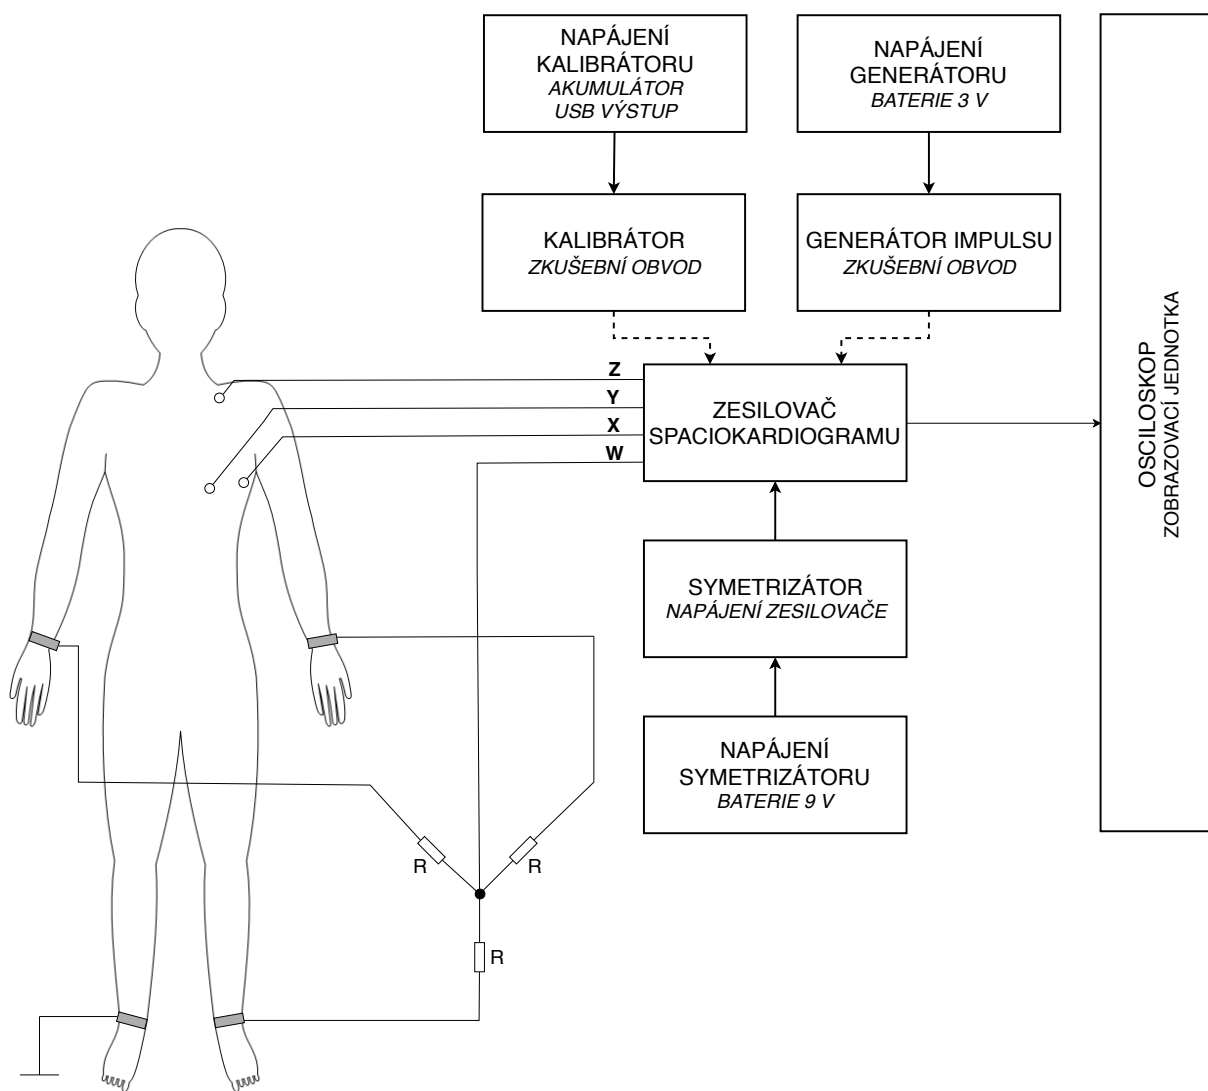 NAPÁJENÍ
KALIBRÁTORU
AKUMULÁTOR
USB VÝSTUP
NAPÁJENÍ
GENERÁTORU
BATERIE 3 V
KALIBRÁTOR
ZKUŠEBNÍ OBVOD
GENERÁTOR IMPULSU
ZKUŠEBNÍ OBVOD
OSCILOSKOP
ZOBRAZOVACÍ JEDNOTKA
Z
Y
X
W
ZESILOVAČ
SPACIOKARDIOGRAMU
SYMETRIZÁTOR
NAPÁJENÍ ZESILOVAČE
NAPÁJENÍ
SYMETRIZÁTORU
BATERIE 9 V
R
R
R